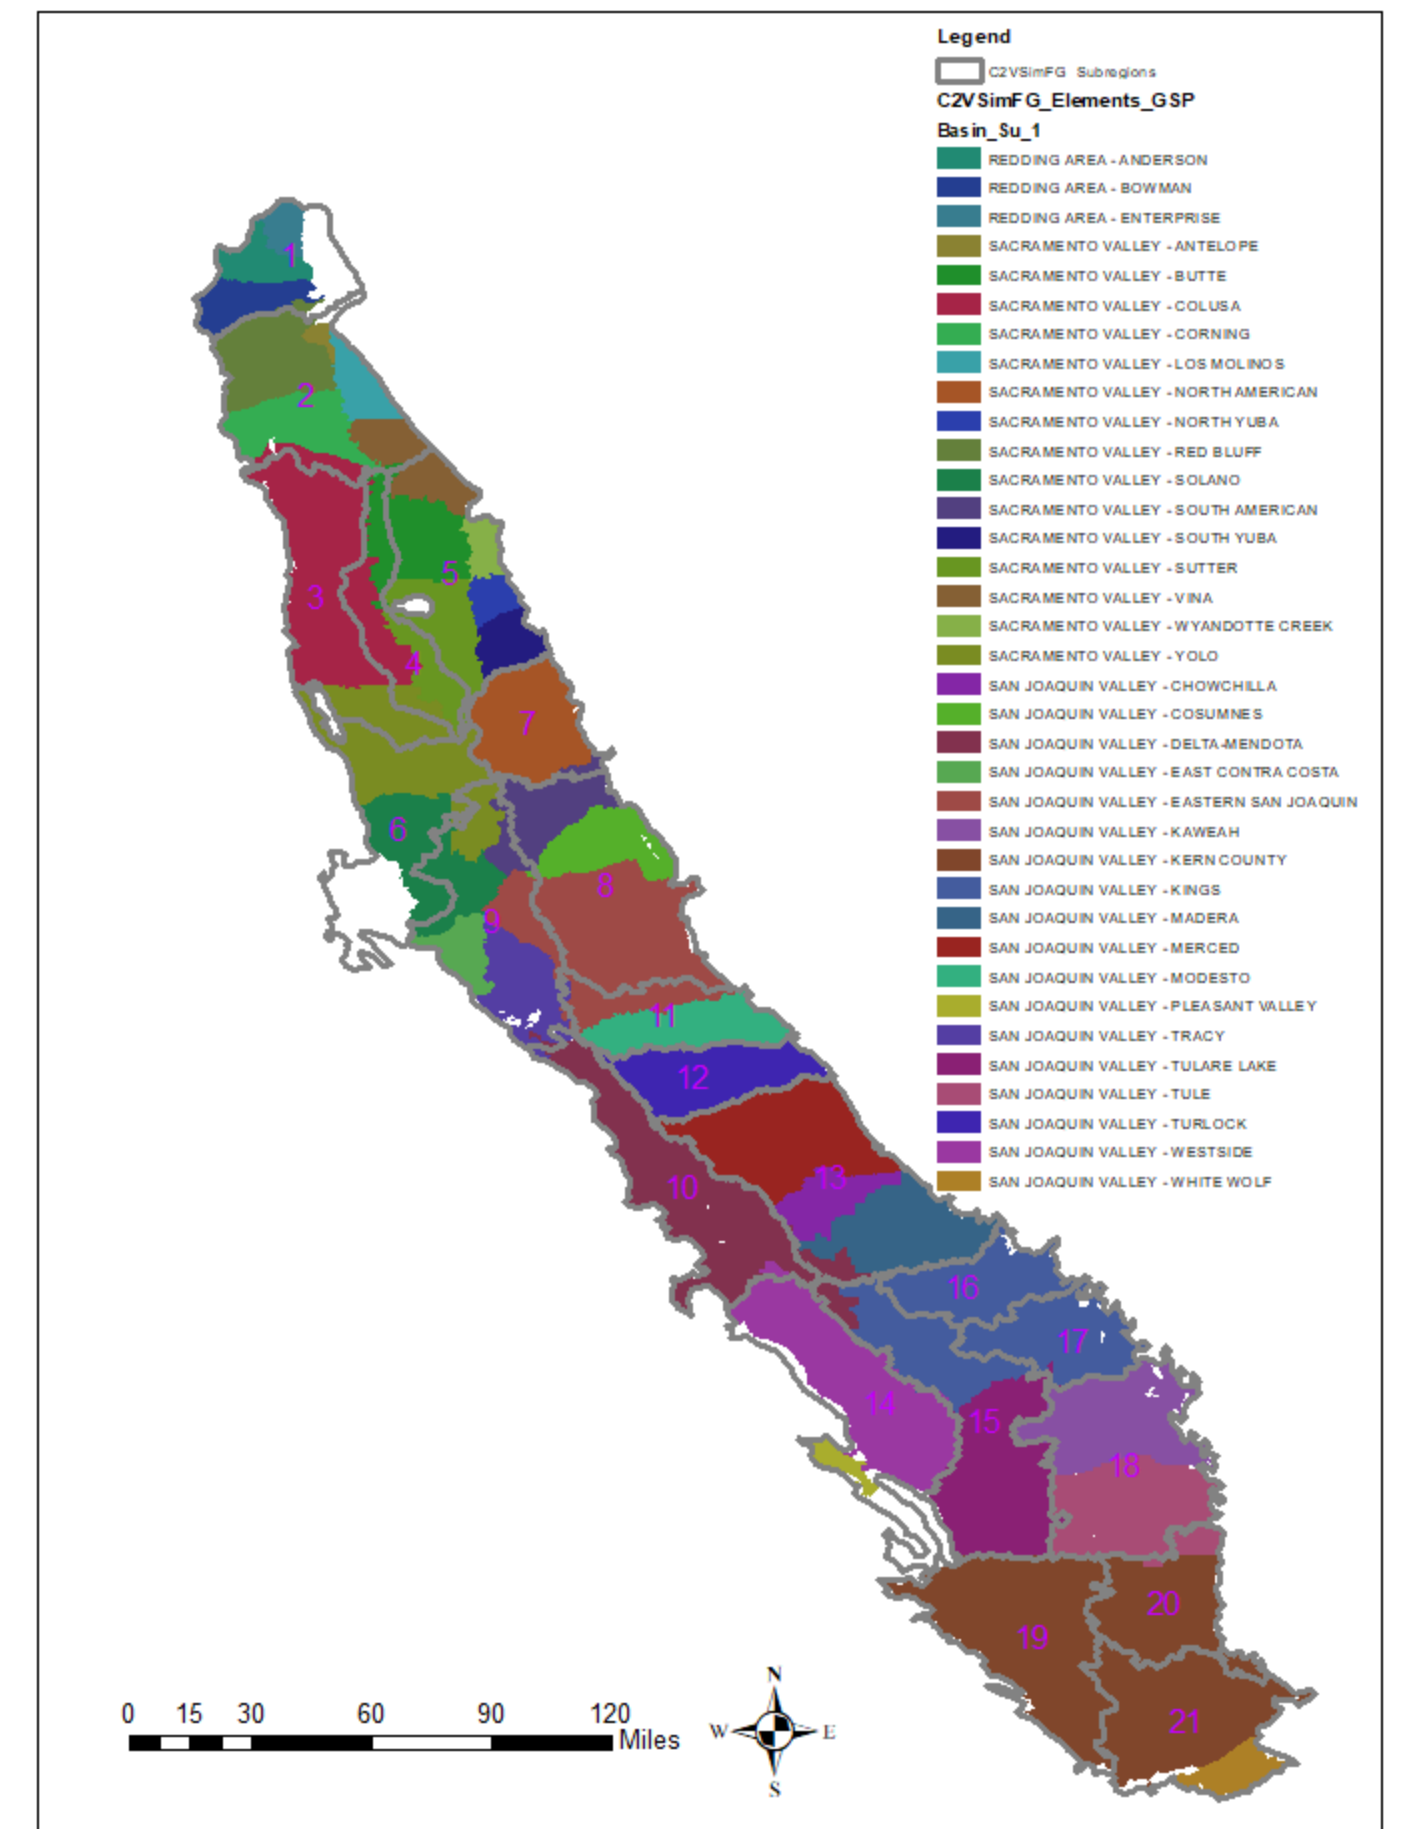 Legend
C2VSimFG Subregions
C2VSimFG_Elements_GSP
Basin_Su_1
REDDING AREA - ANDERSON
REDDING AREA - BOWMAN
REDDING AREA - ENTERPRISE
SACRAMENTO VALLEY - ANTELOPE
SACRAMENTO VALLEY - BUTTE
SACRAMENTO VALLEY - COLUSA
SACRAMENTO VALLEY - CORNING
SACRAMENTO VALLEY - LOS MOLINOS
SACRAMENTO VALLEY - NORTH AMERICAN
SACRAMENTO VALLEY - NORTH YUBA
SACRAMENTO VALLEY - RED BLUFF
SACRAMENTO VALLEY - SOLANO
SACRAMENTO VALLEY - SOUTH AMERICAN
SACRAMENTO VALLEY - SOUTH YUBA
SACRAMENTO VALLEY - SUTTER
SACRAMENTO VALLEY - VINA
SACRAMENTO VALLEY - WYANDOTTE CREEK
SACRAMENTO VALLEY - YOLO
SAN JOAQUIN VALLEY - CHOWCHILLA
SAN JOAQUIN VALLEY - COSUMNES
SAN JOAQUIN VALLEY - DELTA-MENDOTA
SAN JOAQUIN VALLEY - EAST CONTRA COSTA
SAN JOAQUIN VALLEY - EASTERN SAN JOAQUIN
SAN JOAQUIN VALLEY - KAWEAH
SAN JOAQUIN VALLEY - KERN COUNTY
SAN JOAQUIN VALLEY - KINGS
SAN JOAQUIN VALLEY - MADERA
SAN JOAQUIN VALLEY - MERCED
SAN JOAQUIN VALLEY - MODESTO
SAN JOAQUIN VALLEY - PLEASANT VALLEY
SAN JOAQUIN VALLEY - TRACY
SAN JOAQUIN VALLEY - TULARE LAKE
SAN JOAQUIN VALLEY - TULE
SAN JOAQUIN VALLEY - TURLOCK
SAN JOAQUIN VALLEY - WESTSIDE
SAN JOAQUIN VALLEY - WHITE WOLF
1
2
3
4
5
6
7
8
9
10
11
12
13
14
15
16
17
18
19
20
21
0 15 30 60 90 120
Miles
N
W E
S